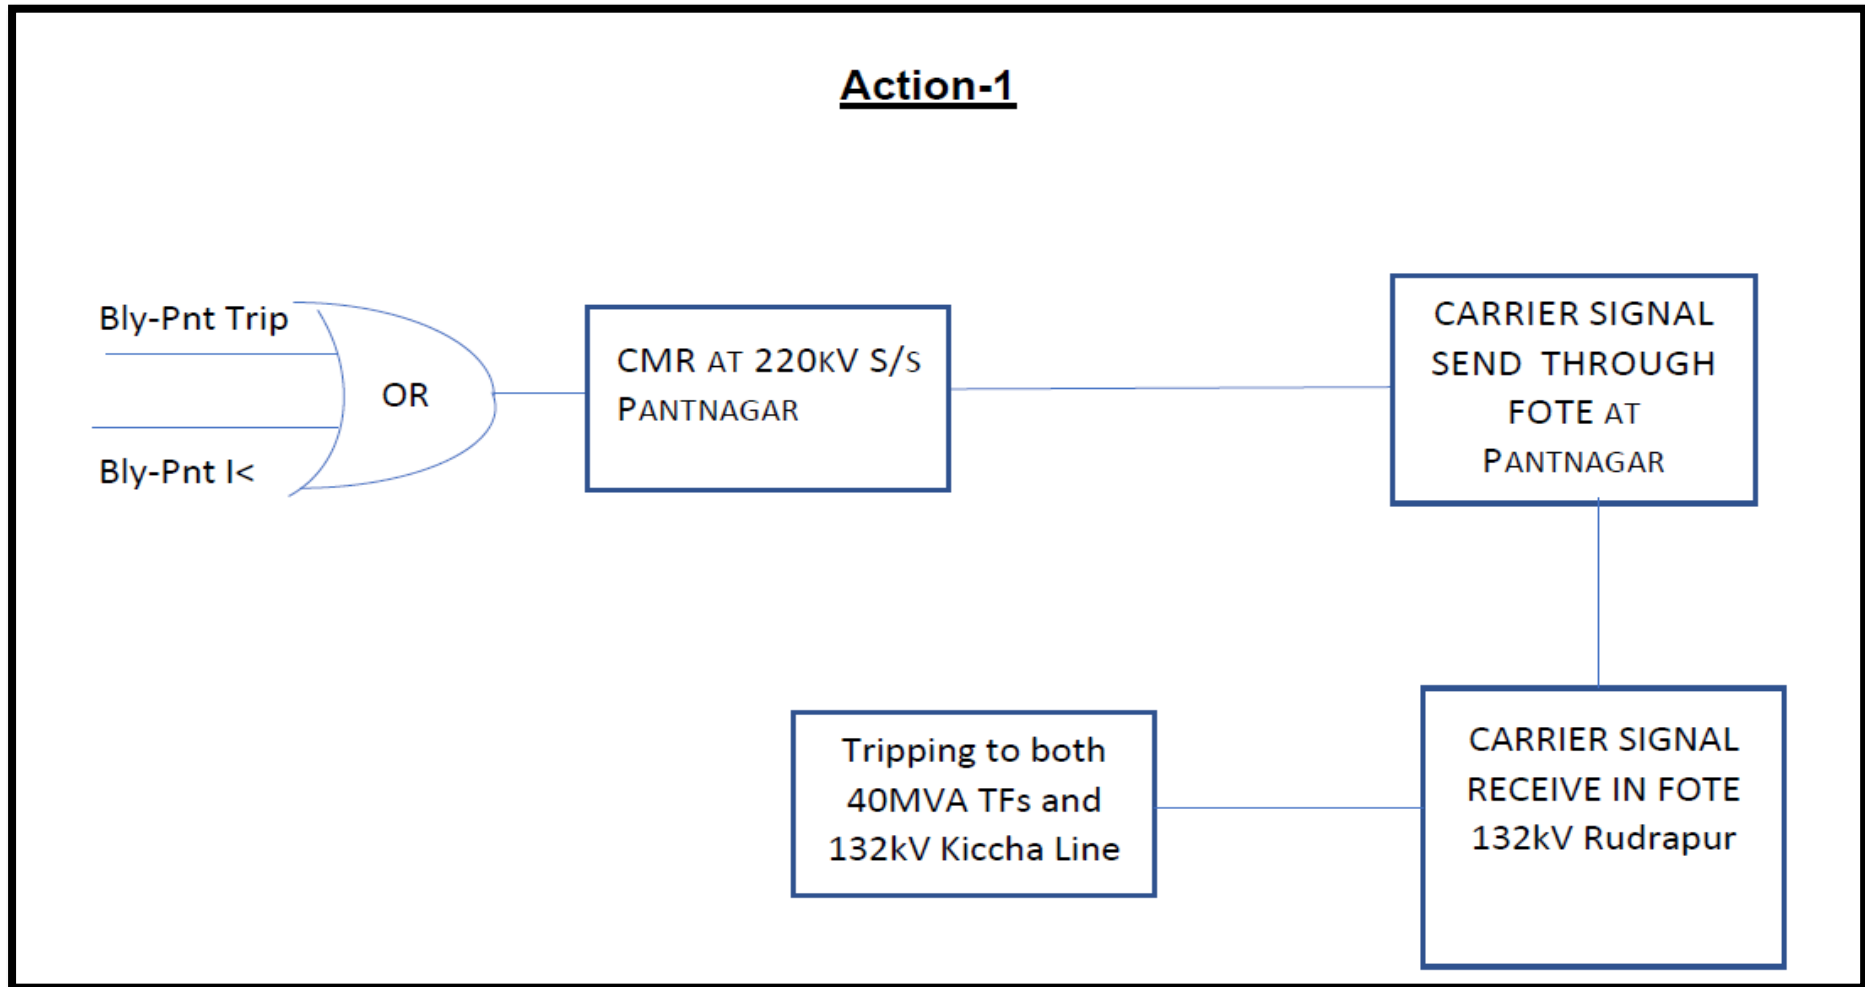 Action-1
Bly-Pnt Trip
OR
Bly-Pnt I<
CMR AT 220KV S/S
PANTNAGAR
CARRIER SIGNAL
SEND THROUGH
FOTE AT
PANTNAGAR
CARRIER SIGNAL
RECEIVE IN FOTE
132kV Rudrapur
Tripping to both
40MVA TFs and
132kV Kiccha Line